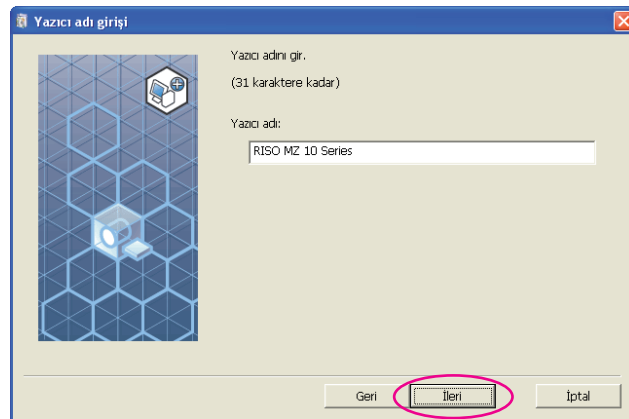 Yazıcı adı girişi
Yazıcı adını gir.
(31 karaktere kadar)
Yazıcı adı:
RISO MZ 10 Series
Geri
İleri
İptal